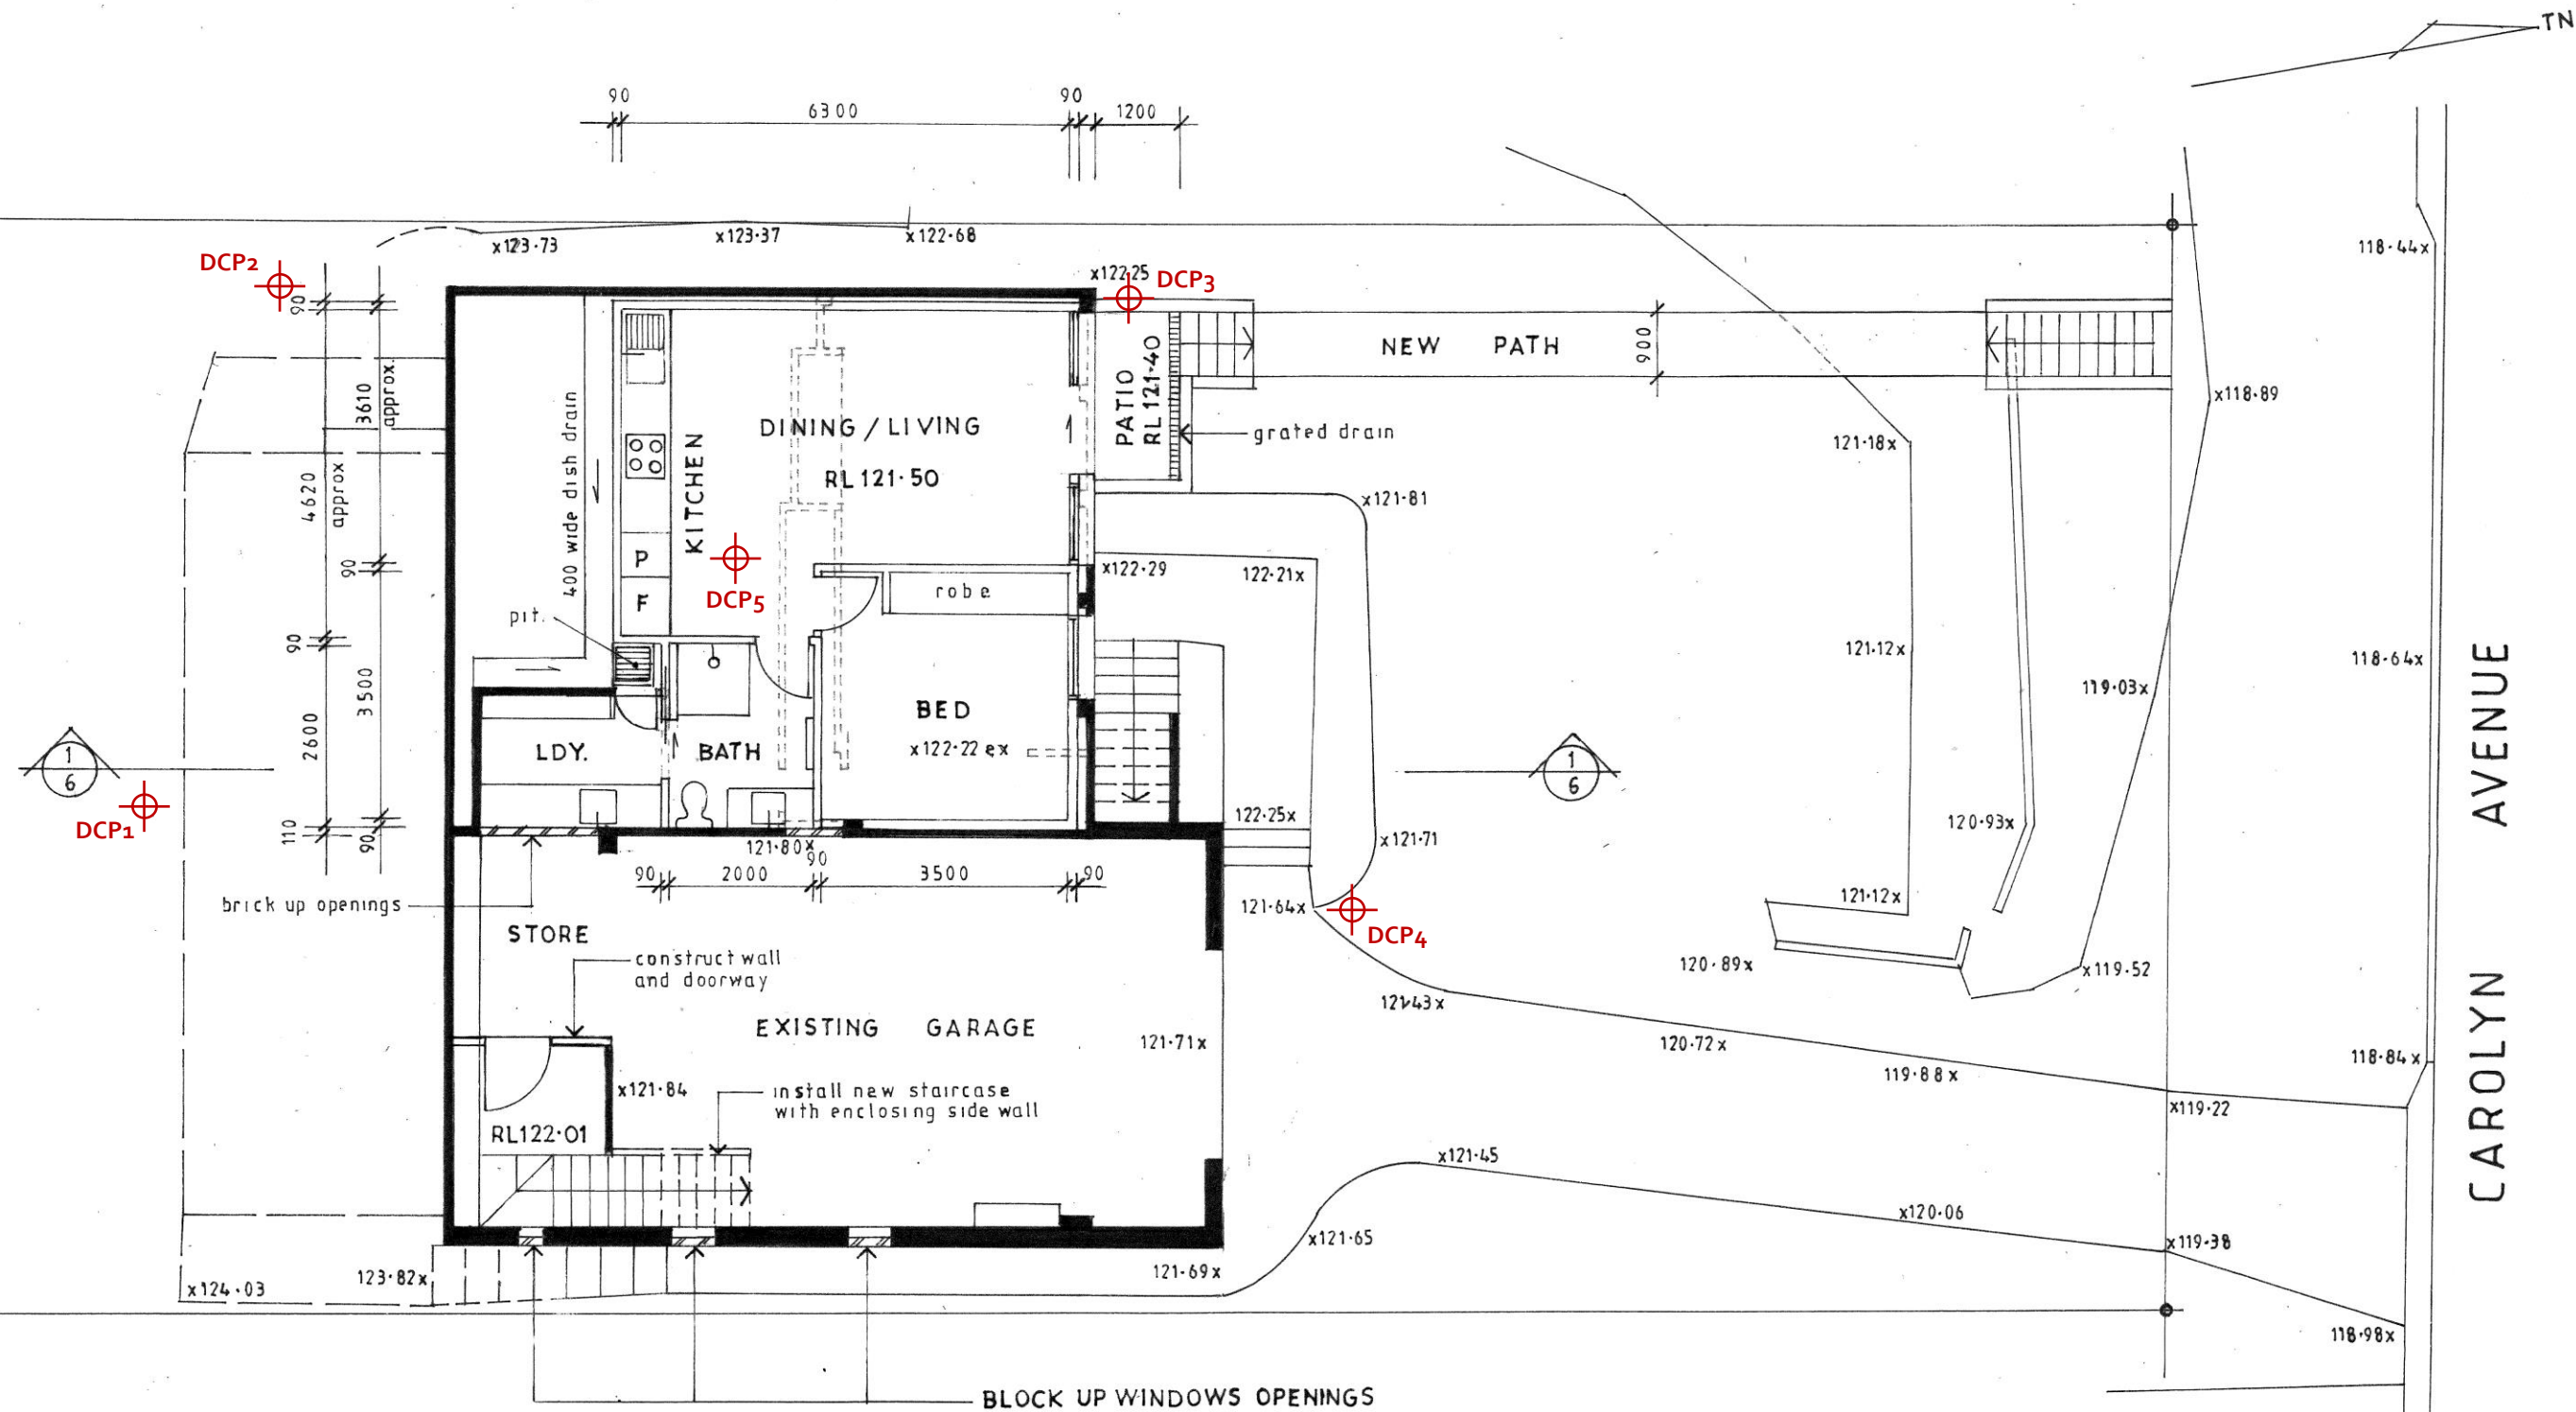 TN
90
6300
90
1200
x123·73
x123·37
x122·68
118·44x
DCP2
x122·25
DCP3
90
3610
approx.
4620
approx
90
90
3500
2600
110
90
400 wide dish drain
KITCHEN
DINING / LIVING
RL 121·50
PATIO
RL 121·40
NEW PATH
900
x118·89
grated drain
121·18x
x121·81
P
F
DCP5
x122·29
122·21x
robe
pit.
121·12x
118·64x
119·03x
BED
x122·22 ex
LDY.
BATH
1
6
1
6
DCP1
122·25x
120·93x
x121·71
121·80x
90
90
2000
3500
90
brick up openings
121·64x
DCP4
121·12x
STORE
construct wall
and doorway
120·89x
x119·52
121·43x
EXISTING GARAGE
121·71x
120·72x
118·84x
119·88x
x121·84
install new staircase
with enclosing side wall
x119·22
RL122·01
x121·45
x120·06
x121·65
x119·38
x124·03
123·82x
121·69x
118·98x
BLOCK UP WINDOWS OPENINGS
CAROLYN AVENUE